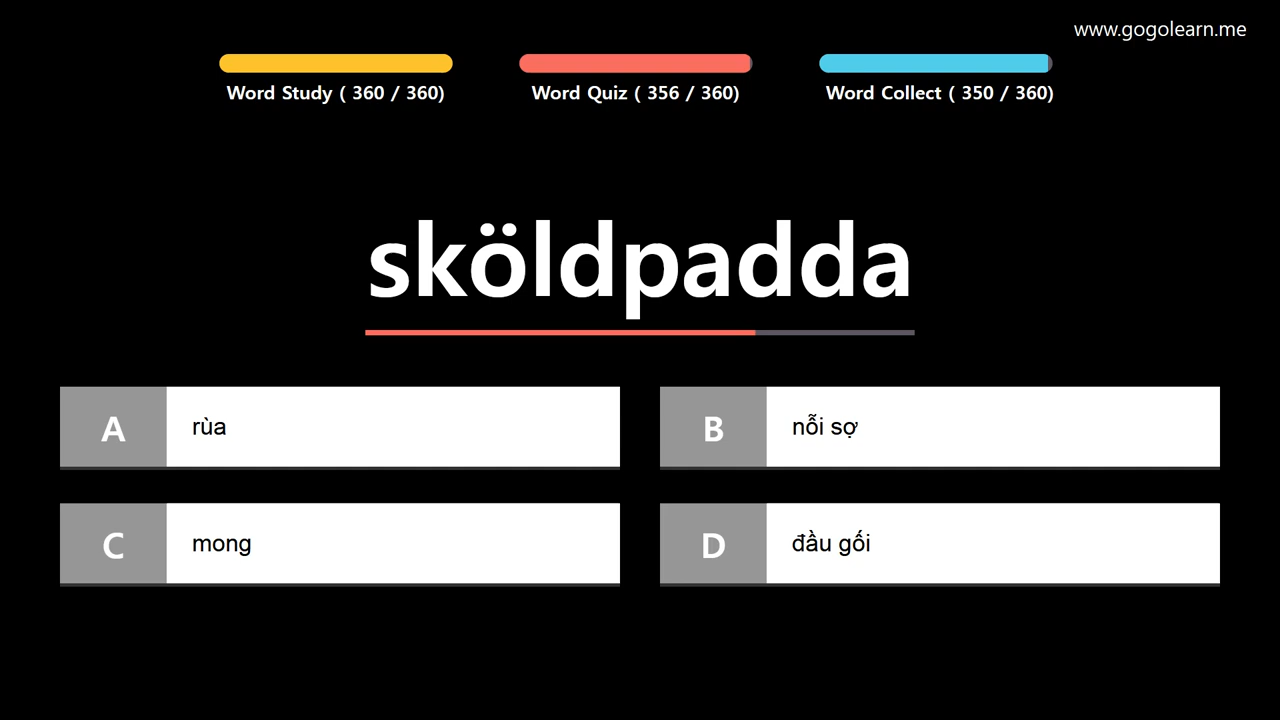 www.gogolearn.me
Word Study ( 360 / 360)
Word Quiz ( 356 / 360)
Word Collect ( 350 / 360)
sköldpadda
A
rùa
B
nỗi sợ
C
mong
D
đầu gối